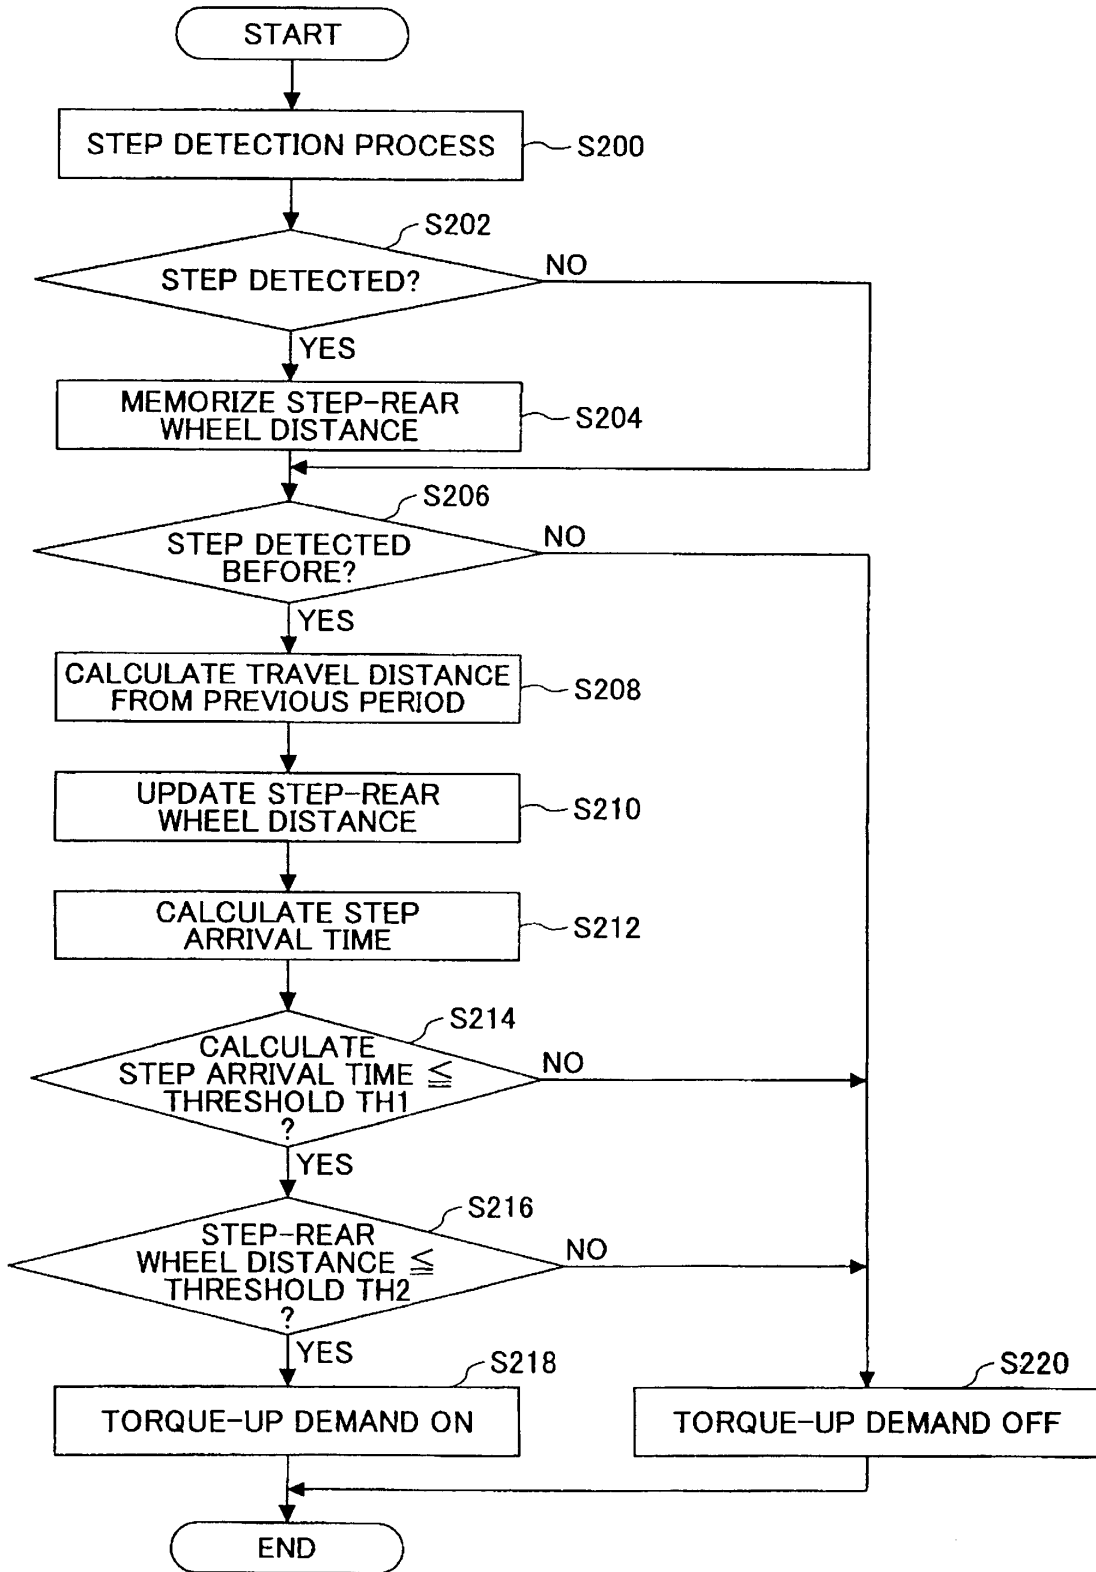 START
STEP DETECTION PROCESS
S200
S202
STEP DETECTED?
NO
YES
MEMORIZE STEP-REAR
WHEEL DISTANCE
S204
S206
STEP DETECTED
BEFORE?
NO
YES
CALCULATE TRAVEL DISTANCE
FROM PREVIOUS PERIOD
S208
UPDATE STEP-REAR
WHEEL DISTANCE
S210
CALCULATE STEP
ARRIVAL TIME
S212
S214
CALCULATE
STEP ARRIVAL TIME ≦
THRESHOLD TH1
?
NO
YES
S216
STEP-REAR
WHEEL DISTANCE ≦
THRESHOLD TH2
?
NO
YES
S218
TORQUE-UP DEMAND ON
S220
TORQUE-UP DEMAND OFF
END